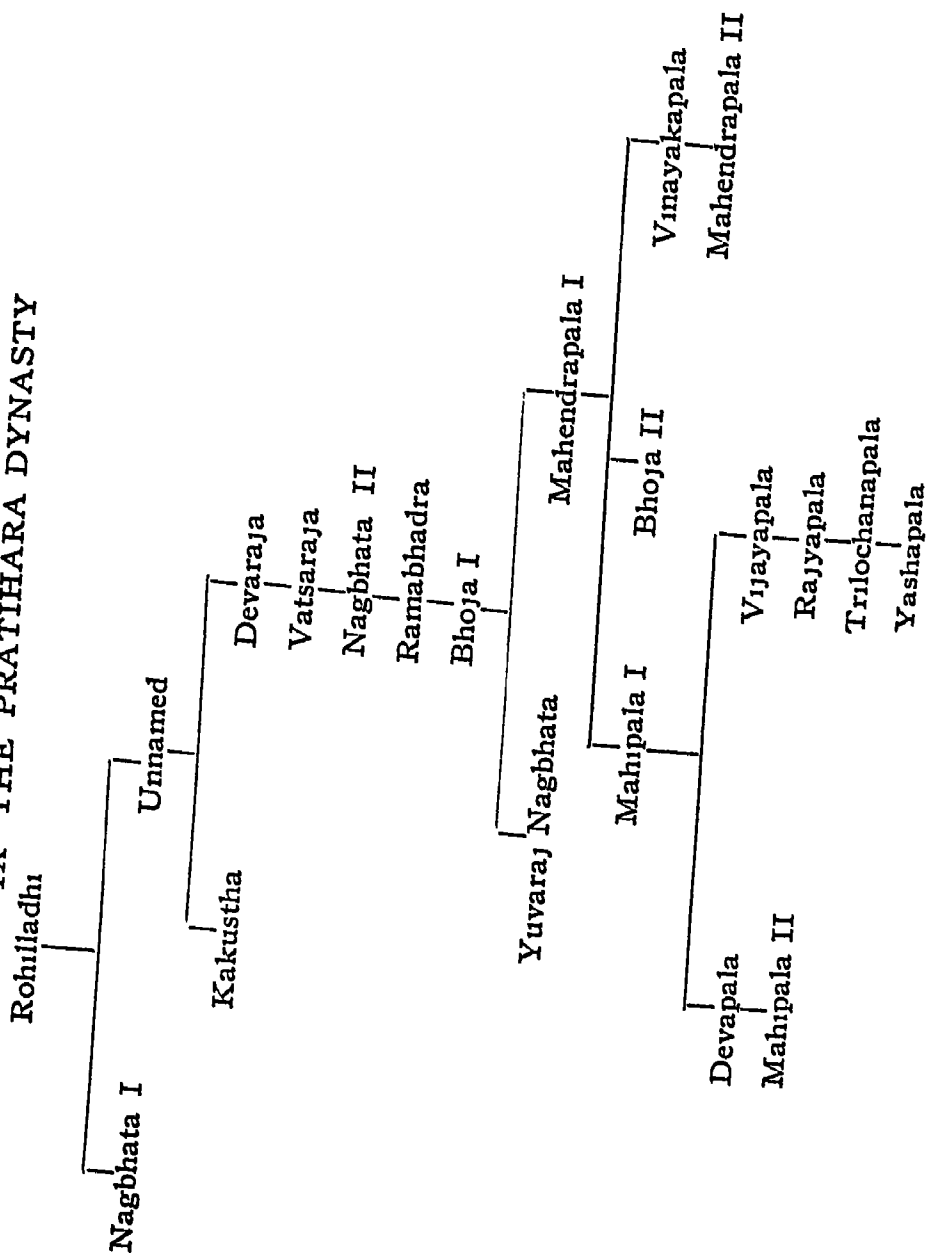 THE PRATIHARA DYNASTY
Rohilladhi
Nagbhata I
Unnamed
Kakustha
Devaraja
Vatsaraja
Nagbhata II
Ramabhadra
Bhoja I
Yuvaraj Nagbhata
Mahendrapala I
Mahipala I
Bhoja II
Vinayakapala
Mahendrapala II
Devapala
Mahipala II
Vijayapala
Rajyapala
Trilochanapala
Yashapala